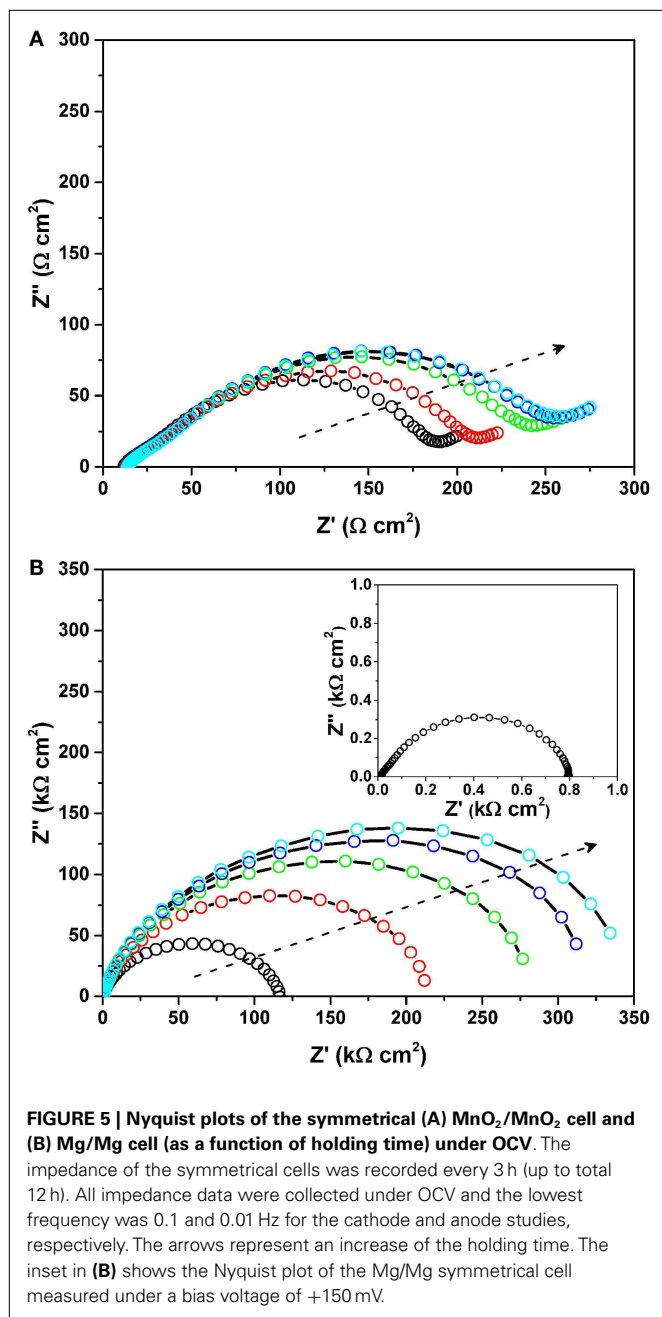 A
300
250
200
150
100
50
0
Z'' (Ω cm²)
0 50 100 150 200 250 300
Z' (Ω cm²)
B
350
300
250
200
150
100
50
0
Z'' (kΩ cm²)
1.0
0.8
0.6
0.4
0.2
0.0
Z'' (kΩ cm²)
0.0 0.2 0.4 0.6 0.8 1.0
Z' (kΩ cm²)
0 50 100 150 200 250 300 350
Z' (kΩ cm²)
FIGURE 5 | Nyquist plots of the symmetrical (A) MnO₂/MnO₂ cell and
(B) Mg/Mg cell (as a function of holding time) under OCV. The
impedance of the symmetrical cells was recorded every 3 h (up to total
12 h). All impedance data were collected under OCV and the lowest
frequency was 0.1 and 0.01 Hz for the cathode and anode studies,
respectively. The arrows represent an increase of the holding time. The
inset in (B) shows the Nyquist plot of the Mg/Mg symmetrical cell
measured under a bias voltage of +150 mV.